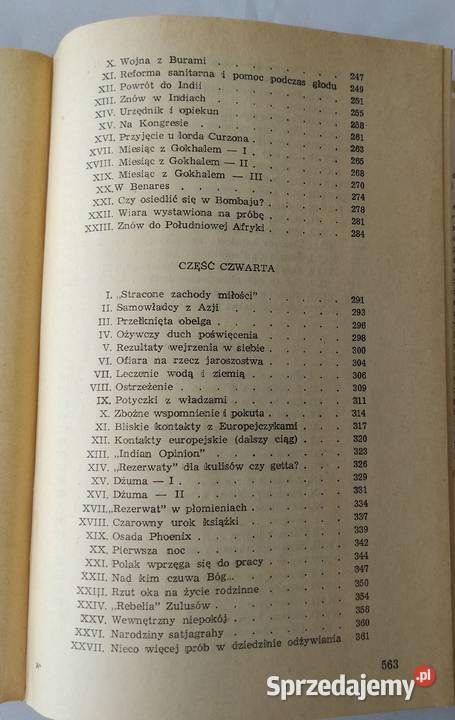 X. Wojna z Burami . . . . . . 247
XI. Reforma sanitarna i pomoc podczas głodu 249
XII. Powrót do Indii . . . . . . 251
XIII. Znów w Indiach . . . . . . 255
XIV. Urzędnik i opiekun . . . . . . 258
XV. Na Kongresie . . . . . . 261
XVI. Przyjęcie u lorda Curzona . . . . . 263
XVII. Miesiąc z Gokhalem — I . . . . . 265
XVIII. Miesiąc z Gokhalem — II . . . . . 268
XIX. Miesiąc z Gokhalem — III . . . . . 270
XX. W Benares . . . . . . 274
XXI. Czy osiedlić się w Bombaju? . . . . 278
XXII. Wiara wystawiona na próbę . . . . 281
XXIII. Znów do Południowej Afryki . . . . 284
CZĘŚĆ CZWARTA
I. „Stracone zachody miłości" . . . . 291
II. Samowładcy z Azji . . . . . 293
III. Przełknięta obelga . . . . . 296
IV. Ożywczy duch poświęcenia . . . . 298
V. Rezultaty wejrzenia w siebie . . . . 300
VI. Ofiara na rzecz jaroszostwa . . . . 304
VII. Leczenie wodą i ziemią . . . . . 306
VIII. Ostrzeżenie . . . . . . 309
IX. Potyczki z władzami . . . . . 311
X. Zbożne wspomnienie i pokuta . . . . 314
XI. Bliskie kontakty z Europejczykami . . . 317
XII. Kontakty europejskie (dalszy ciąg) . . . 320
XIII. „Indian Opinion" . . . . . 323
XIV. „Rezerwaty" dla kulisów czy getta? . . . 326
XV. Dżuma — I . . . . . . 329
XVI. Dżuma — II . . . . . . 331
XVII. „Rezerwat" w płomieniach . . . . 334
XVIII. Czarowny urok książki . . . . . 337
XIX. Osada Phoenix . . . . . . 339
XX. Pierwsza noc . . . . . . 342
XXI. Polak wprzęga się do pracy . . . . 344
XXII. Nad kim czuwa Bóg... . . . . . 347
XXIII. Rzut oka na życie rodzinne . . . . 350
XXIV. „Rebelia" Zulusów . . . . . 354
XXV. Wewnętrzny niepokój . . . . . 358
XXVI. Narodziny satjagrahy . . . . . 360
XXVII. Nieco więcej prób w dziedzinie odżywiania 361
563
Sprzedajemy.pl